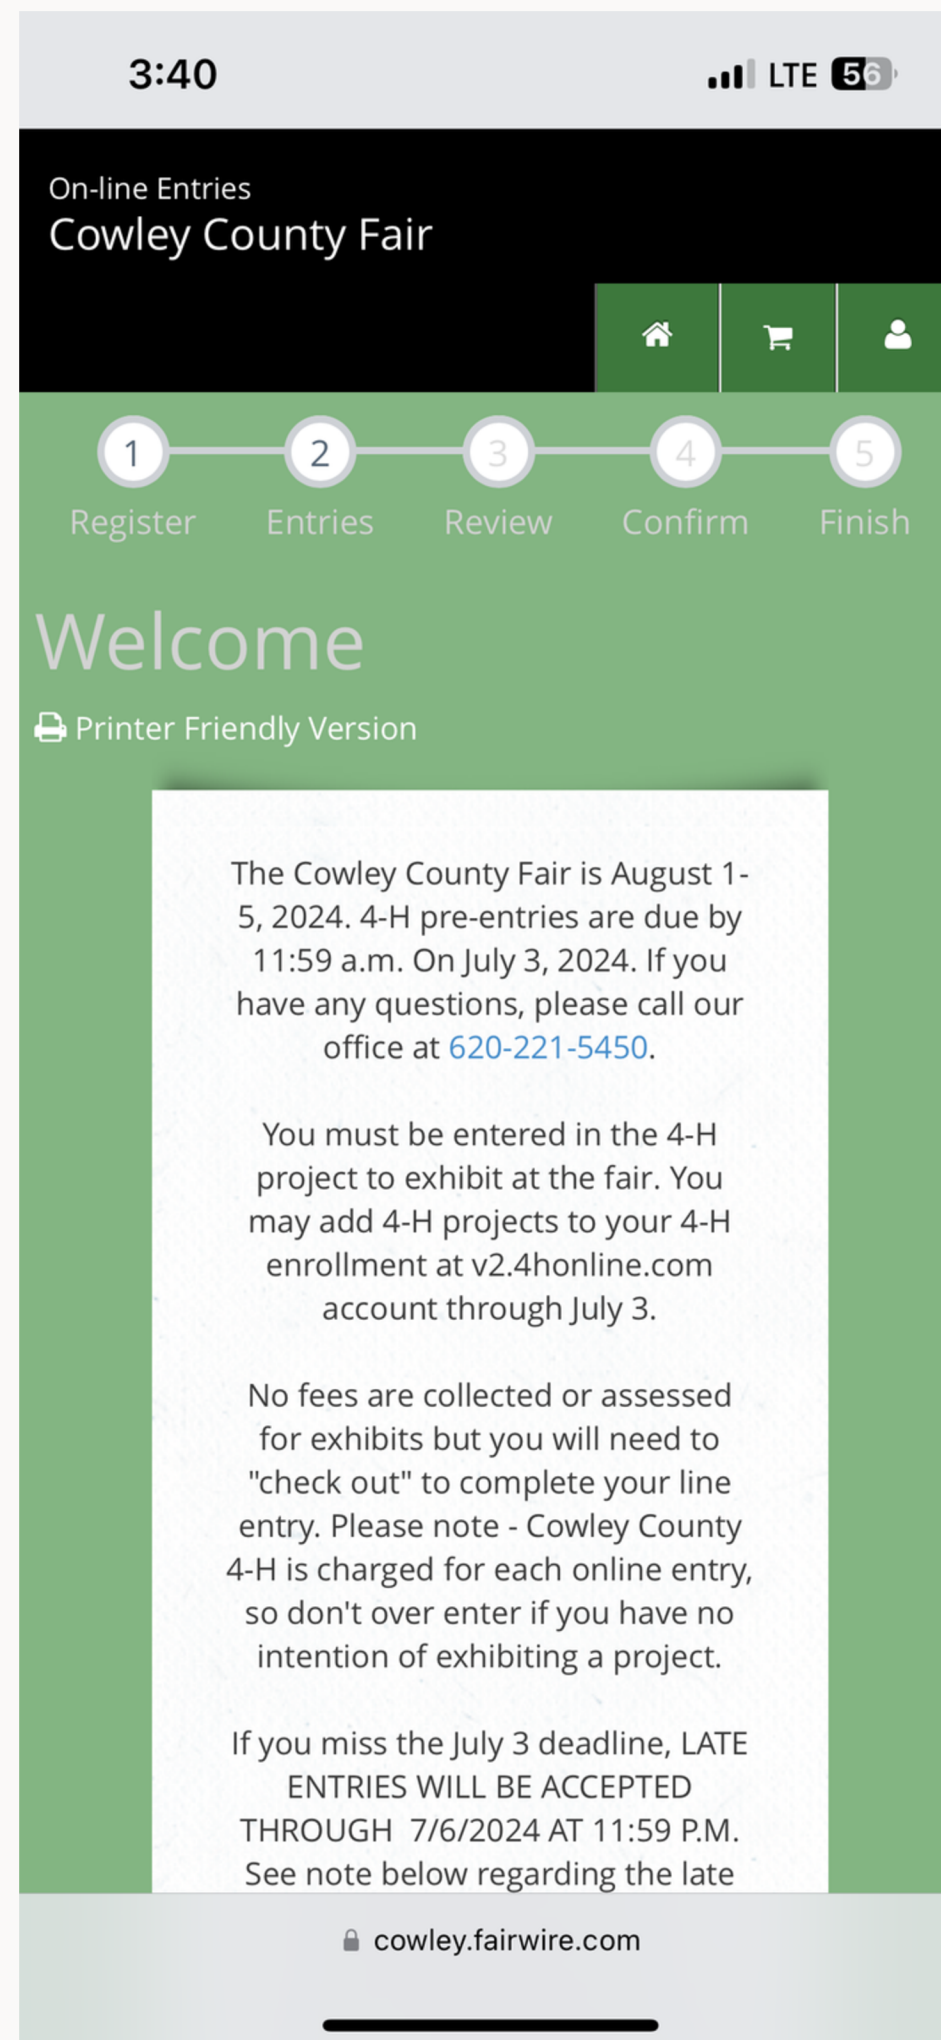 3:40
LTE 56
On-line Entries
Cowley County Fair
1 2 3 4 5
Register Entries Review Confirm Finish
Welcome
Printer Friendly Version
The Cowley County Fair is August 1-
5, 2024. 4-H pre-entries are due by
11:59 a.m. On July 3, 2024. If you
have any questions, please call our
office at 620-221-5450.
You must be entered in the 4-H
project to exhibit at the fair. You
may add 4-H projects to your 4-H
enrollment at v2.4honline.com
account through July 3.
No fees are collected or assessed
for exhibits but you will need to
"check out" to complete your line
entry. Please note - Cowley County
4-H is charged for each online entry,
so don't over enter if you have no
intention of exhibiting a project.
If you miss the July 3 deadline, LATE
ENTRIES WILL BE ACCEPTED
THROUGH 7/6/2024 AT 11:59 P.M.
See note below regarding the late
cowley.fairwire.com